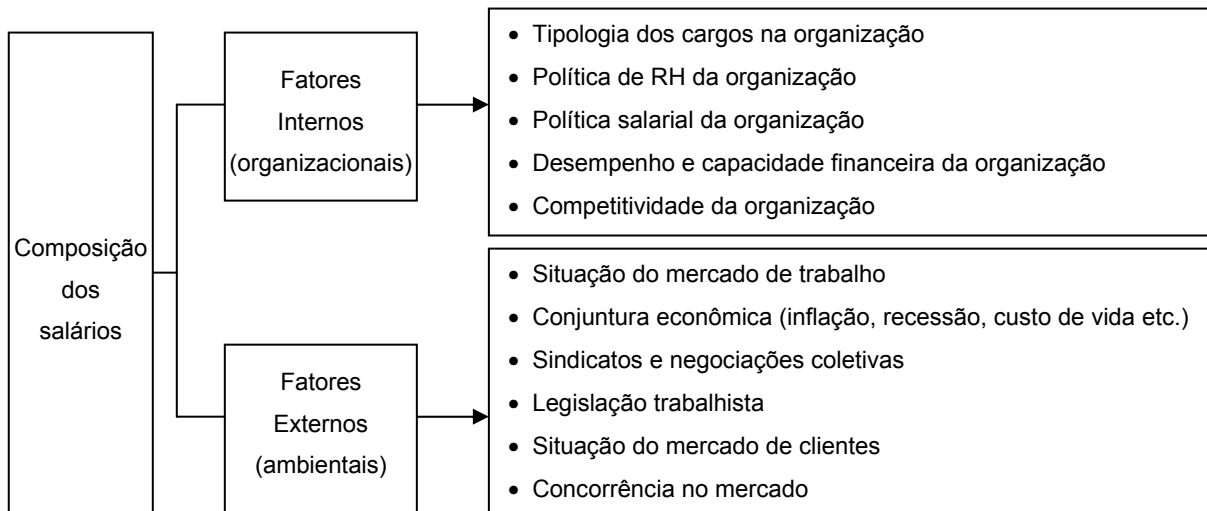 Composição
dos
salários
Fatores
Internos
(organizacionais)
• Tipologia dos cargos na organização
• Política de RH da organização
• Política salarial da organização
• Desempenho e capacidade financeira da organização
• Competitividade da organização
Fatores
Externos
(ambientais)
• Situação do mercado de trabalho
• Conjuntura econômica (inflação, recessão, custo de vida etc.)
• Sindicatos e negociações coletivas
• Legislação trabalhista
• Situação do mercado de clientes
• Concorrência no mercado